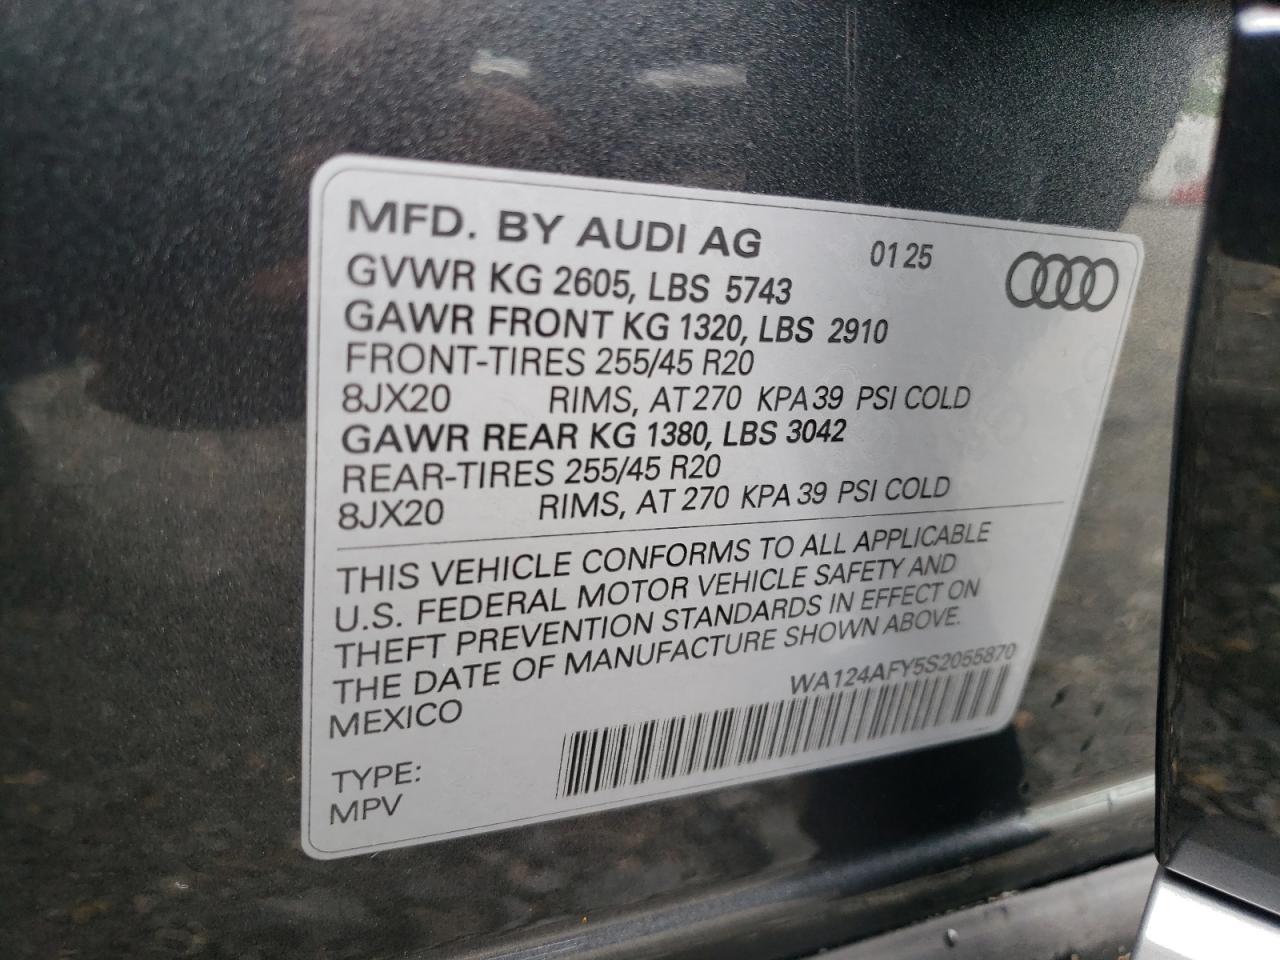 MFD. BY AUDI AG 0125
GVWR KG 2605, LBS 5743
GAWR FRONT KG 1320, LBS 2910
FRONT-TIRES 255/45 R20
8JX20 RIMS, AT 270 KPA 39 PSI COLD
GAWR REAR KG 1380, LBS 3042
REAR-TIRES 255/45 R20
8JX20 RIMS, AT 270 KPA 39 PSI COLD
THIS VEHICLE CONFORMS TO ALL APPLICABLE
U.S. FEDERAL MOTOR VEHICLE SAFETY AND
THEFT PREVENTION STANDARDS IN EFFECT ON
THE DATE OF MANUFACTURE SHOWN ABOVE.
MEXICO WA124AFY5S2055870
TYPE:
MPV